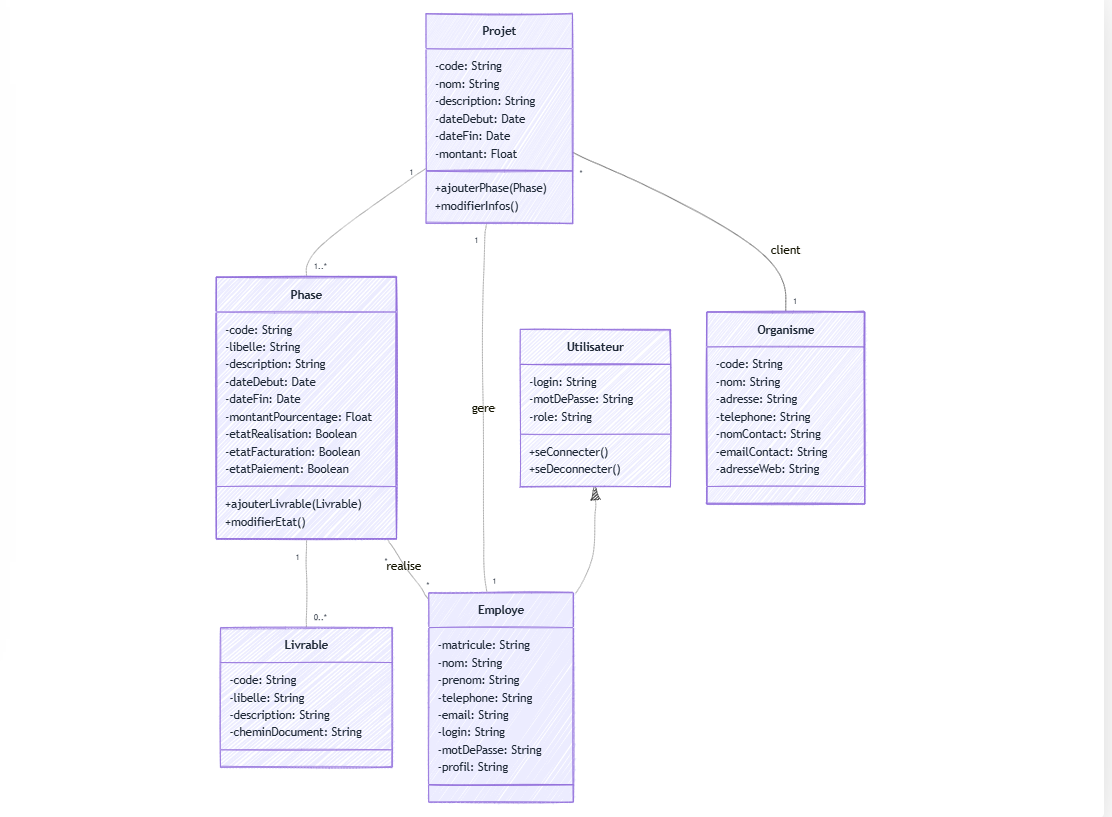 Projet
-code: String
-nom: String
-description: String
-dateDebut: Date
-dateFin: Date
-montant: Float
+ajouterPhase(Phase)
+modifierInfos()
1
*
1
1..*
client
1
Phase
-code: String
-libelle: String
-description: String
-dateDebut: Date
-dateFin: Date
-montantPourcentage: Float
-etatRealisation: Boolean
-etatFacturation: Boolean
-etatPaiement: Boolean
+ajouterLivrable(Livrable)
+modifierEtat()
gere
Utilisateur
-login: String
-motDePasse: String
-role: String
+seConnecter()
+seDeconnecter()
Organisme
-code: String
-nom: String
-adresse: String
-telephone: String
-nomContact: String
-emailContact: String
-adresseWeb: String
1
*
realise
*
1
0..*
Livrable
-code: String
-libelle: String
-description: String
-cheminDocument: String
Employe
-matricule: String
-nom: String
-prenom: String
-telephone: String
-email: String
-login: String
-motDePasse: String
-profil: String